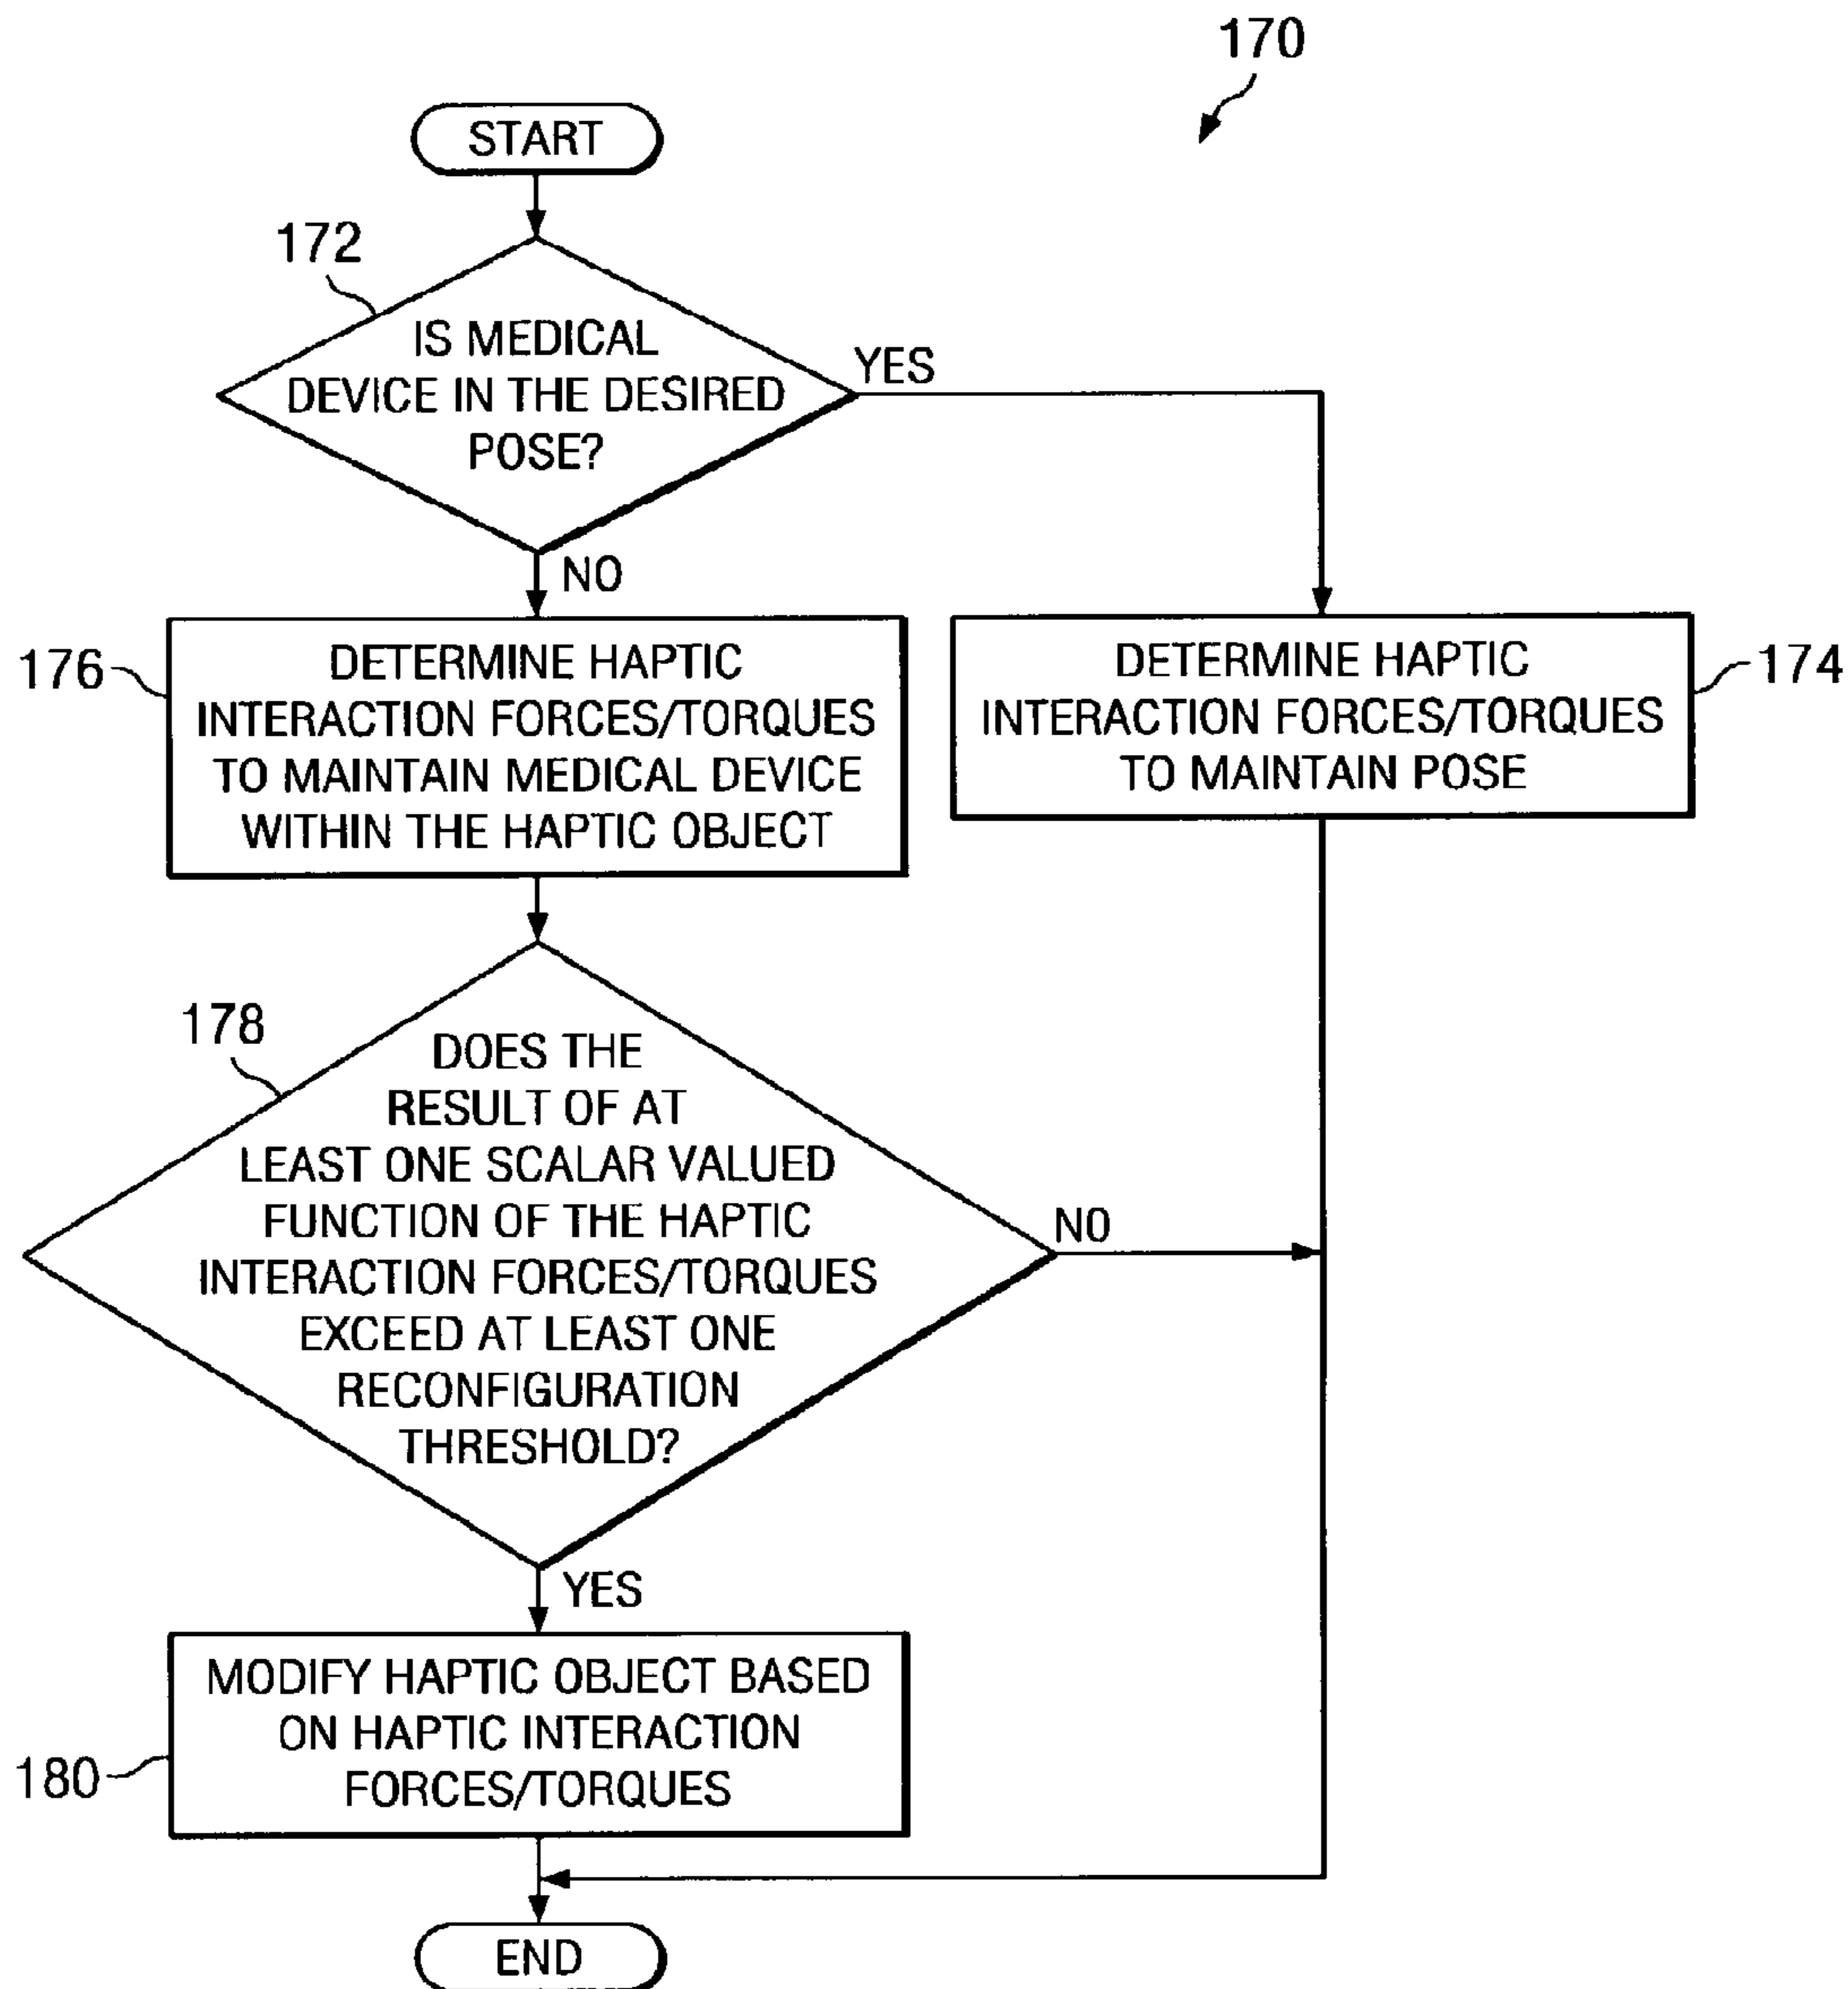 170
START
172
IS MEDICAL
DEVICE IN THE DESIRED
POSE?
YES
NO
176
DETERMINE HAPTIC
INTERACTION FORCES/TORQUES
TO MAINTAIN MEDICAL DEVICE
WITHIN THE HAPTIC OBJECT
DETERMINE HAPTIC
INTERACTION FORCES/TORQUES
TO MAINTAIN POSE
174
178
DOES THE
RESULT OF AT
LEAST ONE SCALAR VALUED
FUNCTION OF THE HAPTIC
INTERACTION FORCES/TORQUES
EXCEED AT LEAST ONE
RECONFIGURATION
THRESHOLD?
NO
YES
MODIFY HAPTIC OBJECT BASED
ON HAPTIC INTERACTION
FORCES/TORQUES
180
END